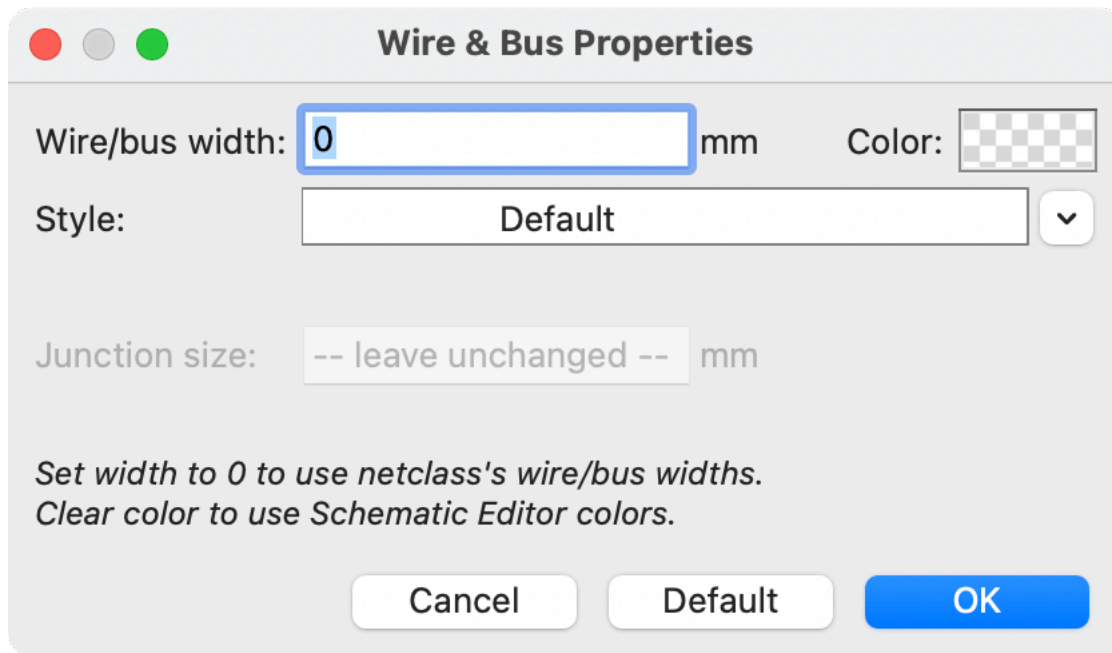 Wire & Bus Properties
Wire/bus width: 0 mm Color:
Style: Default
Junction size: -- leave unchanged -- mm
Set width to 0 to use netclass's wire/bus widths.
Clear color to use Schematic Editor colors.
Cancel Default OK